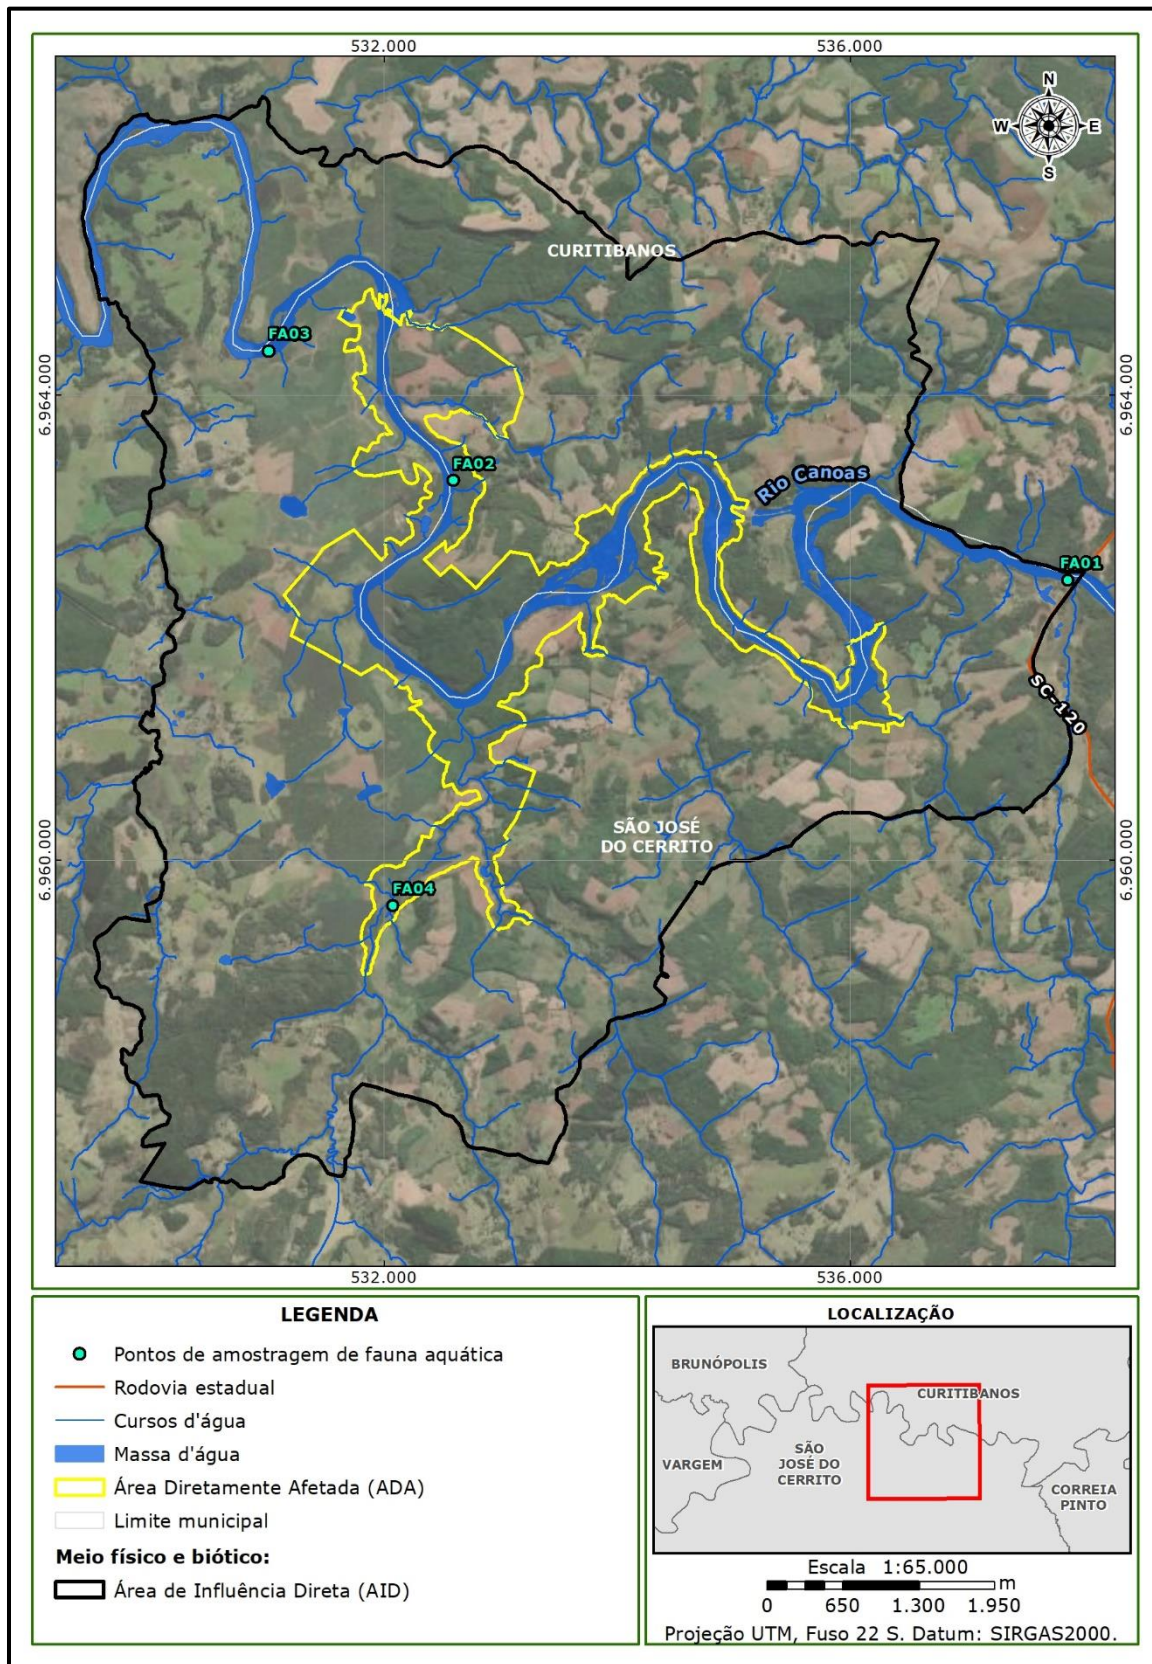 532.000
536.000
N
W
E
S
CURITIBANOS
FA03
6.964.000
6.964.000
FA02
Rio Canoas
FA01
SC-120
SÃO JOSÉ
DO CERRITO
6.960.000
6.960.000
FA04
532.000
536.000
LEGENDA
Pontos de amostragem de fauna aquática
Rodovia estadual
Cursos d'água
Massa d'água
Área Diretamente Afetada (ADA)
Limite municipal
Meio físico e biótico:
Área de Influência Direta (AID)
LOCALIZAÇÃO
BRUNÓPOLIS
CURITIBANOS
VARGEM
SÃO
JOSÉ DO
CERRITO
CORREIA
PINTO
Escala 1:65.000
m
0 650 1.300 1.950
Projeção UTM, Fuso 22 S. Datum: SIRGAS2000.